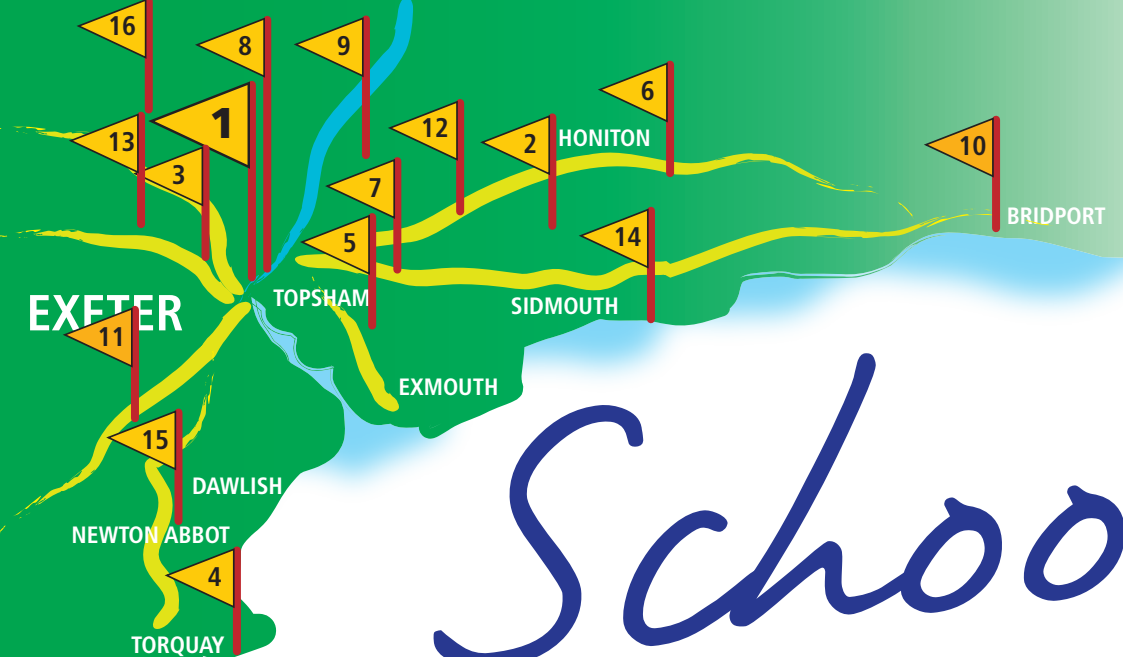 16
8
9
6
1
12
13
2
HONITON
10
3
7
BRIDPORT
5
14
TOPSHAM
SIDMOUTH
EXETER
11
EXMOUTH
15
DAWLISH
NEWTON ABBOT
4
TORQUAY
Schoo